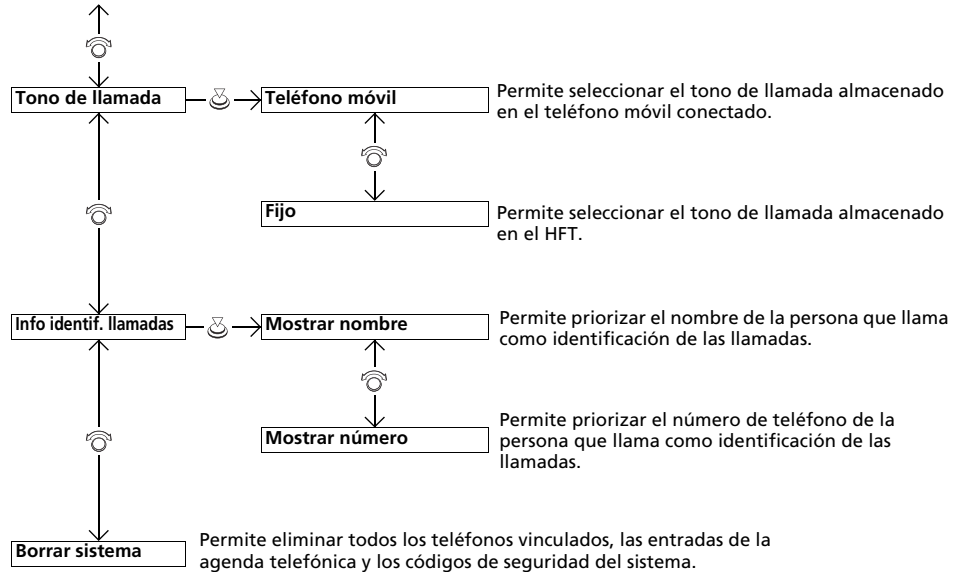 Tono de llamada
Teléfono móvil
Permite seleccionar el tono de llamada almacenado
en el teléfono móvil conectado.
Fijo
Permite seleccionar el tono de llamada almacenado
en el HFT.
Info identif. llamadas
Mostrar nombre
Permite priorizar el nombre de la persona que llama
como identificación de las llamadas.
Mostrar número
Permite priorizar el número de teléfono de la
persona que llama como identificación de las
llamadas.
Borrar sistema
Permite eliminar todos los teléfonos vinculados, las entradas de la
agenda telefónica y los códigos de seguridad del sistema.